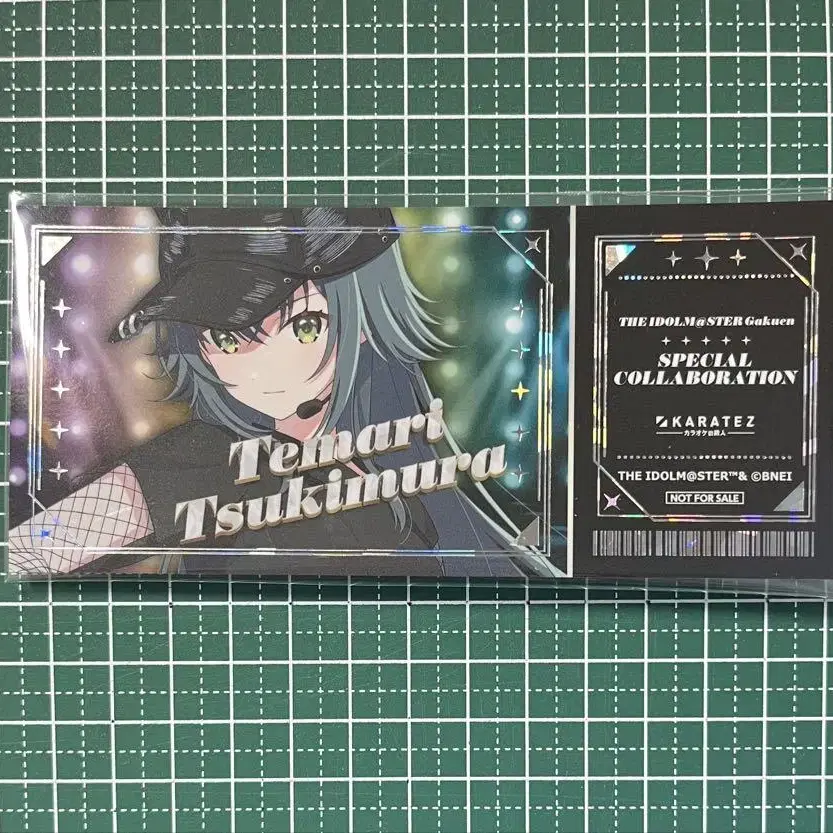 Temari
Tsukimura
THE IDOLM@STER Gakuen
SPECIAL
COLLABORATION
KARATEZ
カラオケの鉄人
THE IDOLM@STER™& ©BNEI
NOT FOR SALE